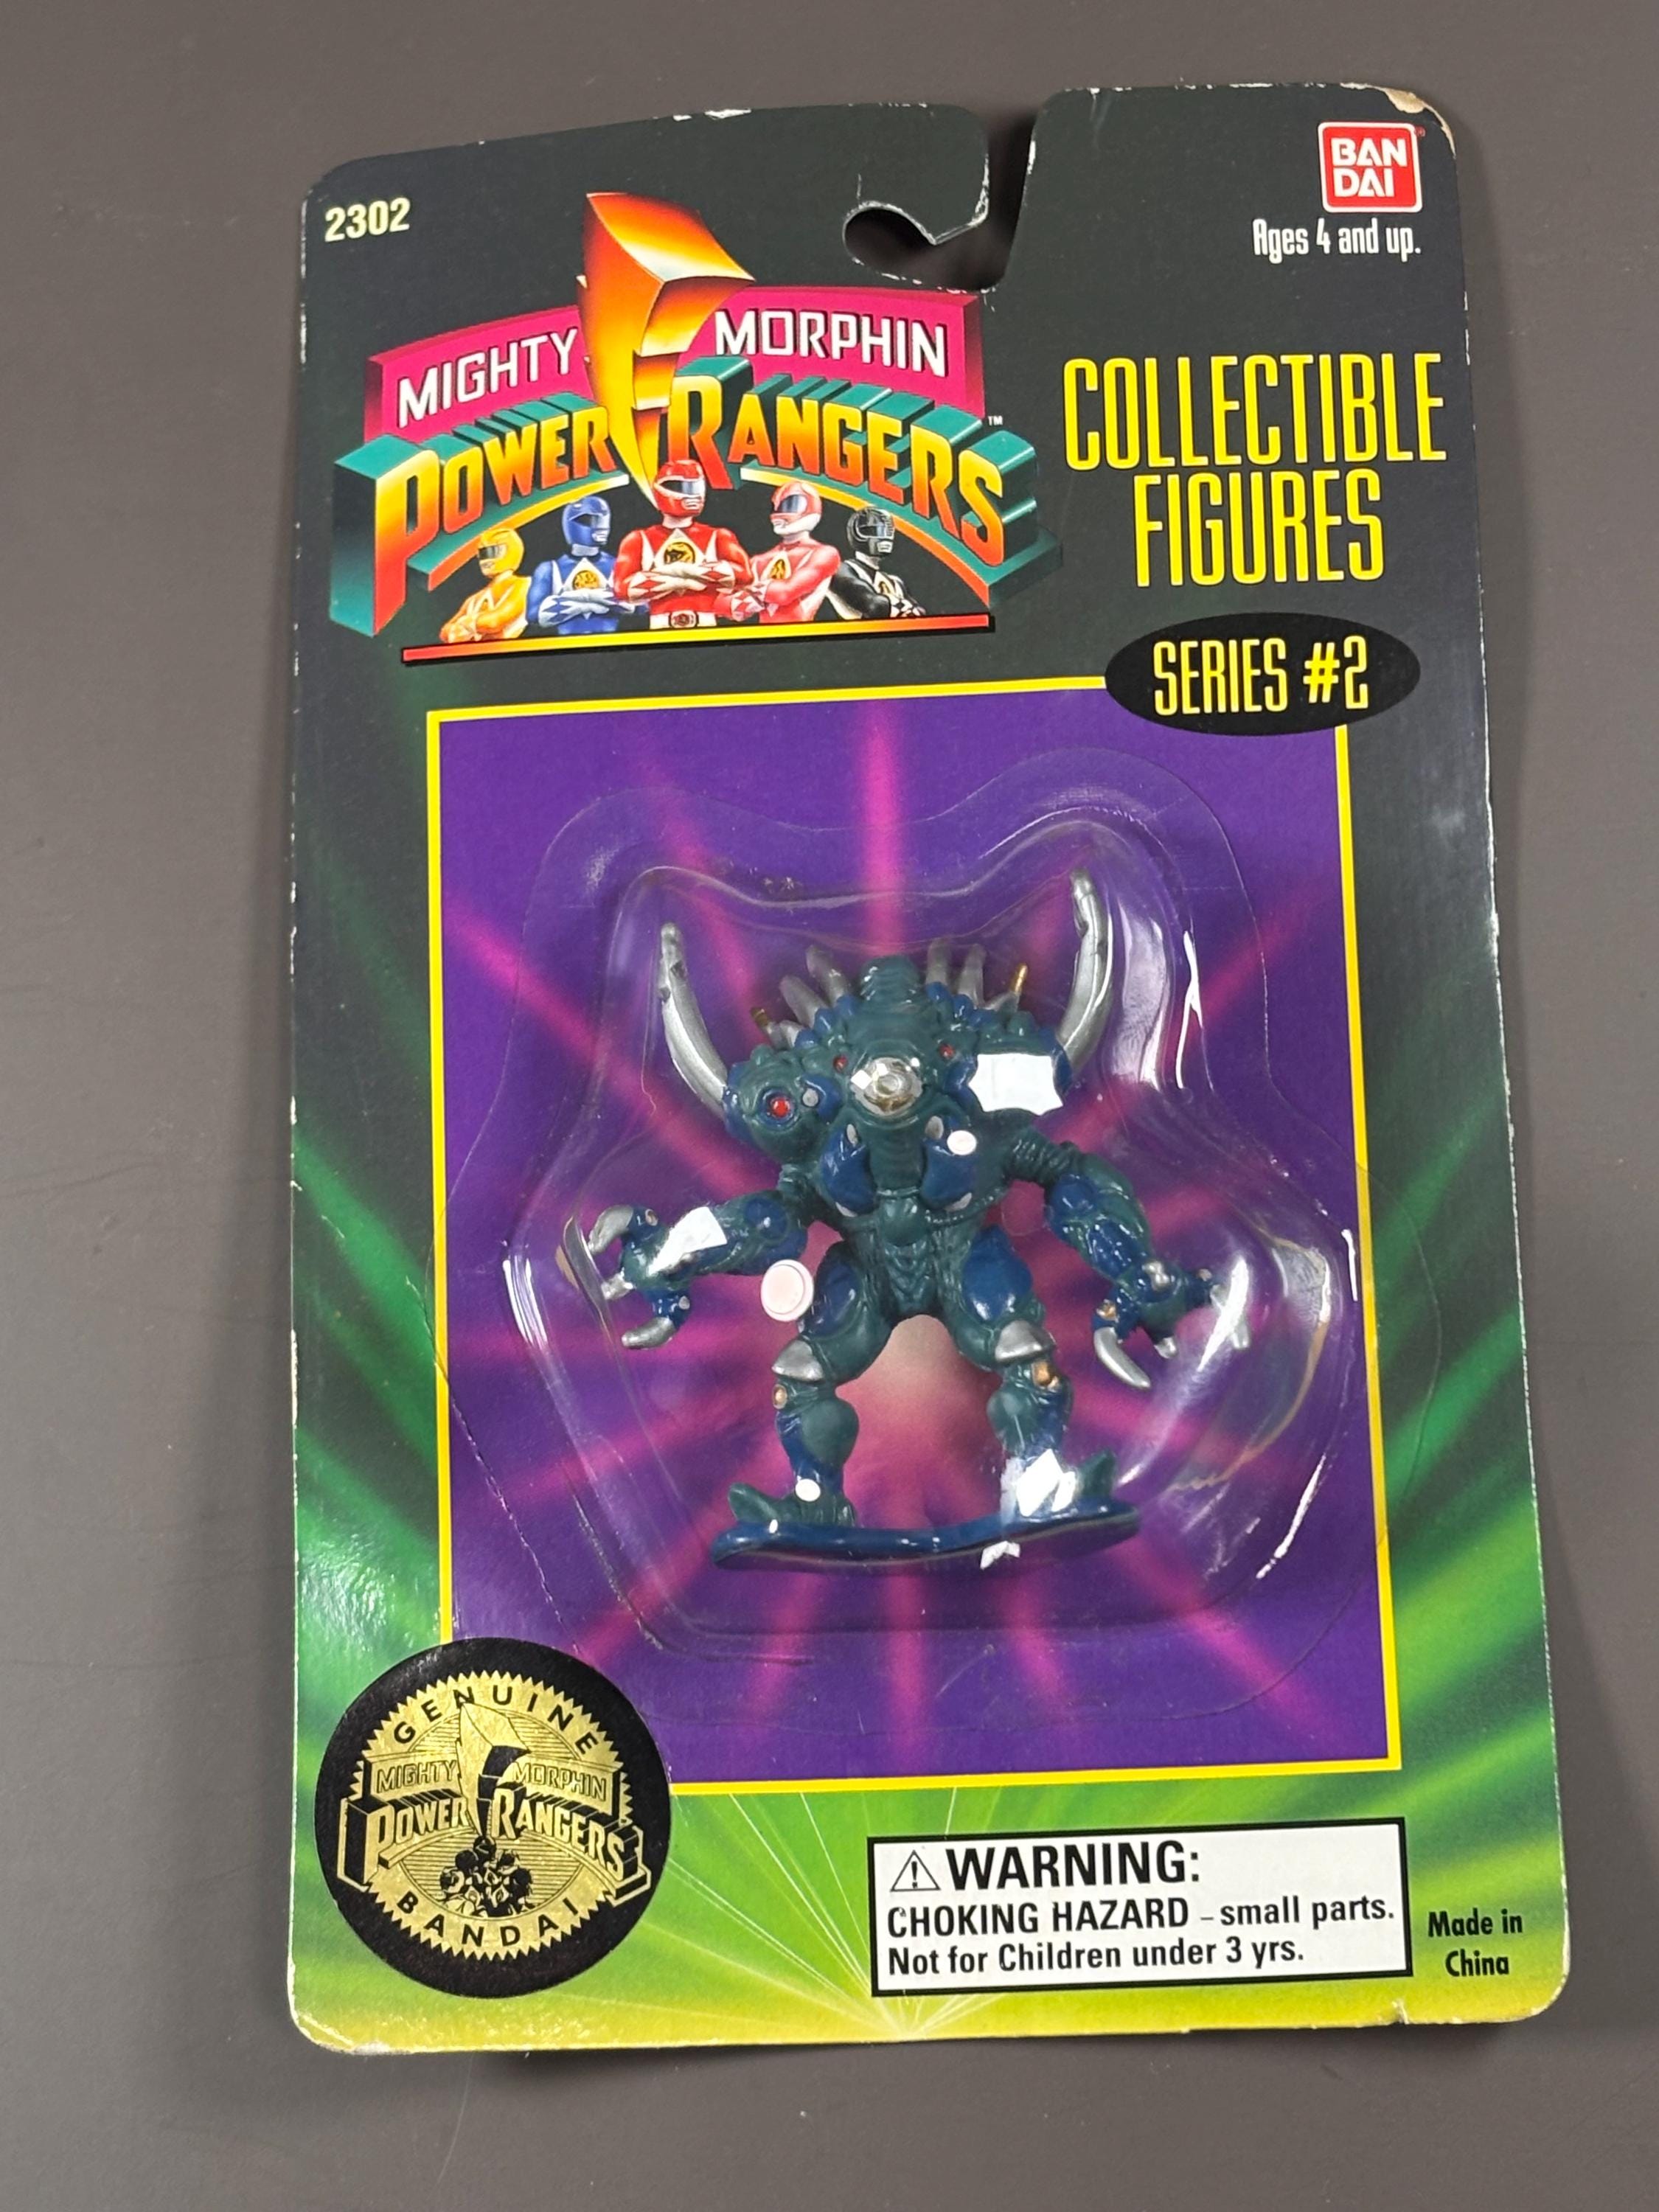 2302
BAN
DAI
Ages 4 and up.
MIGHTY MORPHIN
POWER RANGERS™
COLLECTIBLE
FIGURES
SERIES #2
GENUINE
MIGHTY MORPHIN
POWER RANGERS
BANDAI
WARNING:
CHOKING HAZARD – small parts.
Not for Children under 3 yrs.
Made in
China